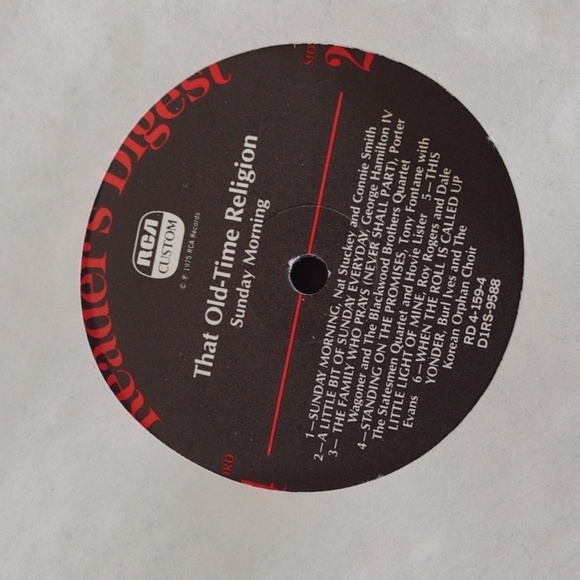 Reader's Digest
RCA
CUSTOM
© ℗ 1975 RCA Records
That Old-Time Religion
Sunday Morning
2
1—SUNDAY MORNING, Nat Stuckey and Connie Smith
2—A LITTLE BIT OF SUNDAY EVERYDAY, George Hamilton IV
3— THE FAMILY WHO PRAYS (NEVER SHALL PART), Porter
Wagoner and The Blackwood Brothers Quartet
4—STANDING ON THE PROMISES, Tony Fontane with
The Statesmen Quartet and Hovie Lister 5—THIS
LITTLE LIGHT OF MINE, Roy Rogers and Dale
Evans 6—WHEN THE ROLL IS CALLED UP
YONDER, Burl Ives and The
Korean Orphan Choir
RD 4-159-4
D1RS-9588